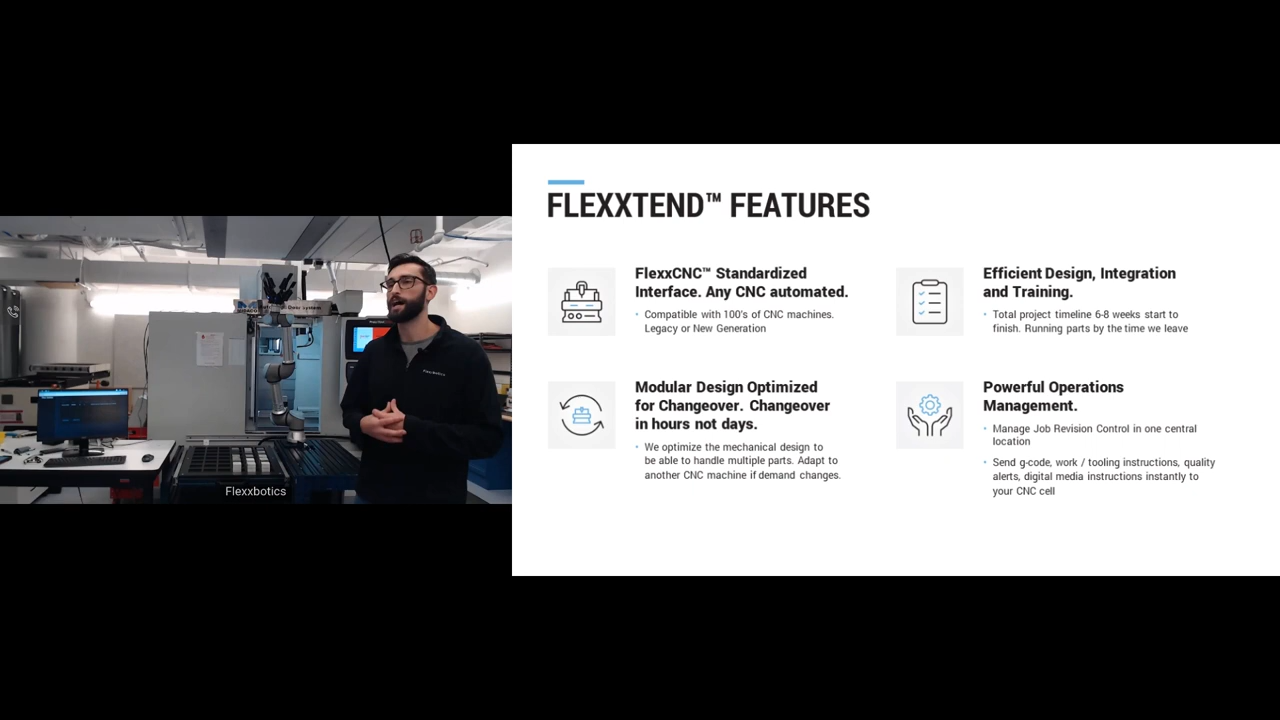 FLEXXTEND™ FEATURES
FlexxCNC™ Standardized
Interface. Any CNC automated.
• Compatible with 100's of CNC machines.
Legacy or New Generation
Efficient Design, Integration
and Training.
• Total project timeline 6-8 weeks start to
finish. Running parts by the time we leave
Modular Design Optimized
for Changeover. Changeover
in hours not days.
• We optimize the mechanical design to
be able to handle multiple parts. Adapt to
another CNC machine if demand changes.
Powerful Operations
Management.
• Manage Job Revision Control in one central
location
• Send g-code, work / tooling instructions, quality
alerts, digital media instructions instantly to
your CNC cell
Flexxbotics
Flexxbotics